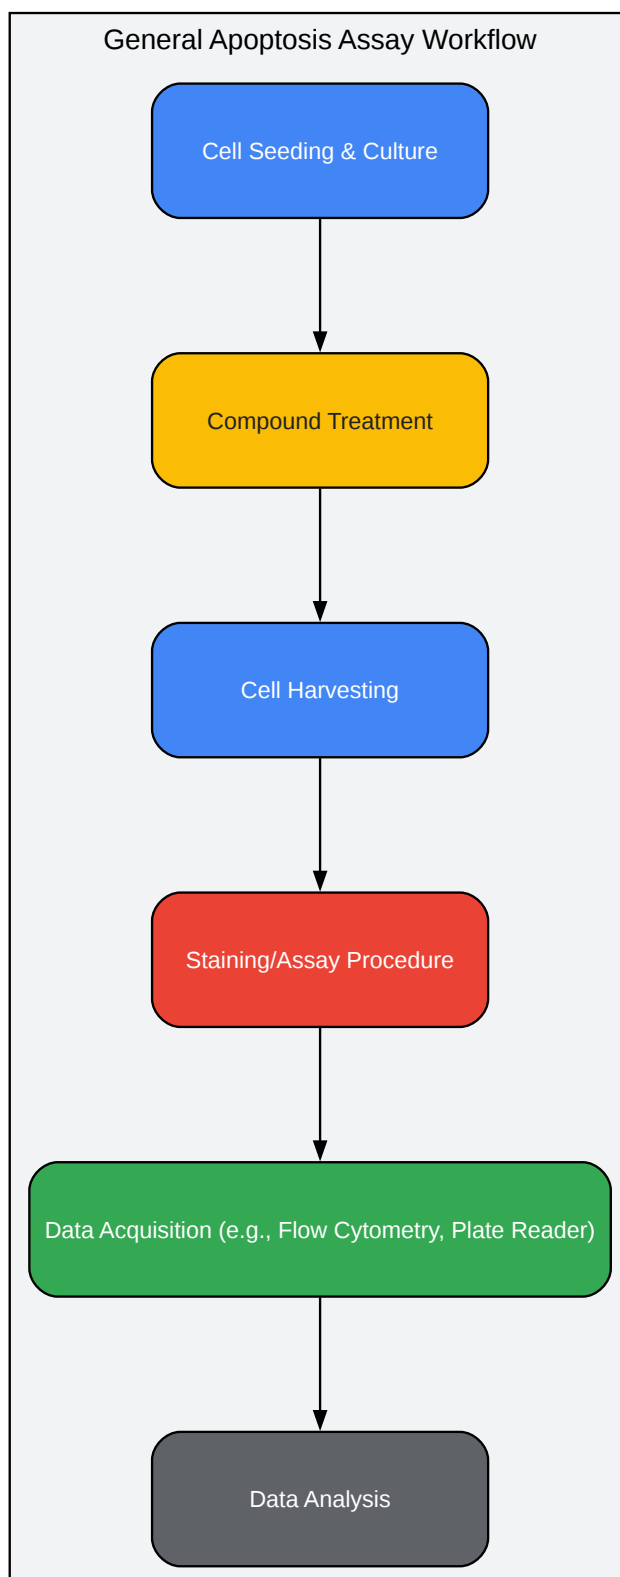 General Apoptosis Assay Workflow
Cell Seeding & Culture
Compound Treatment
Cell Harvesting
Staining/Assay Procedure
Data Acquisition (e.g., Flow Cytometry, Plate Reader)
Data Analysis